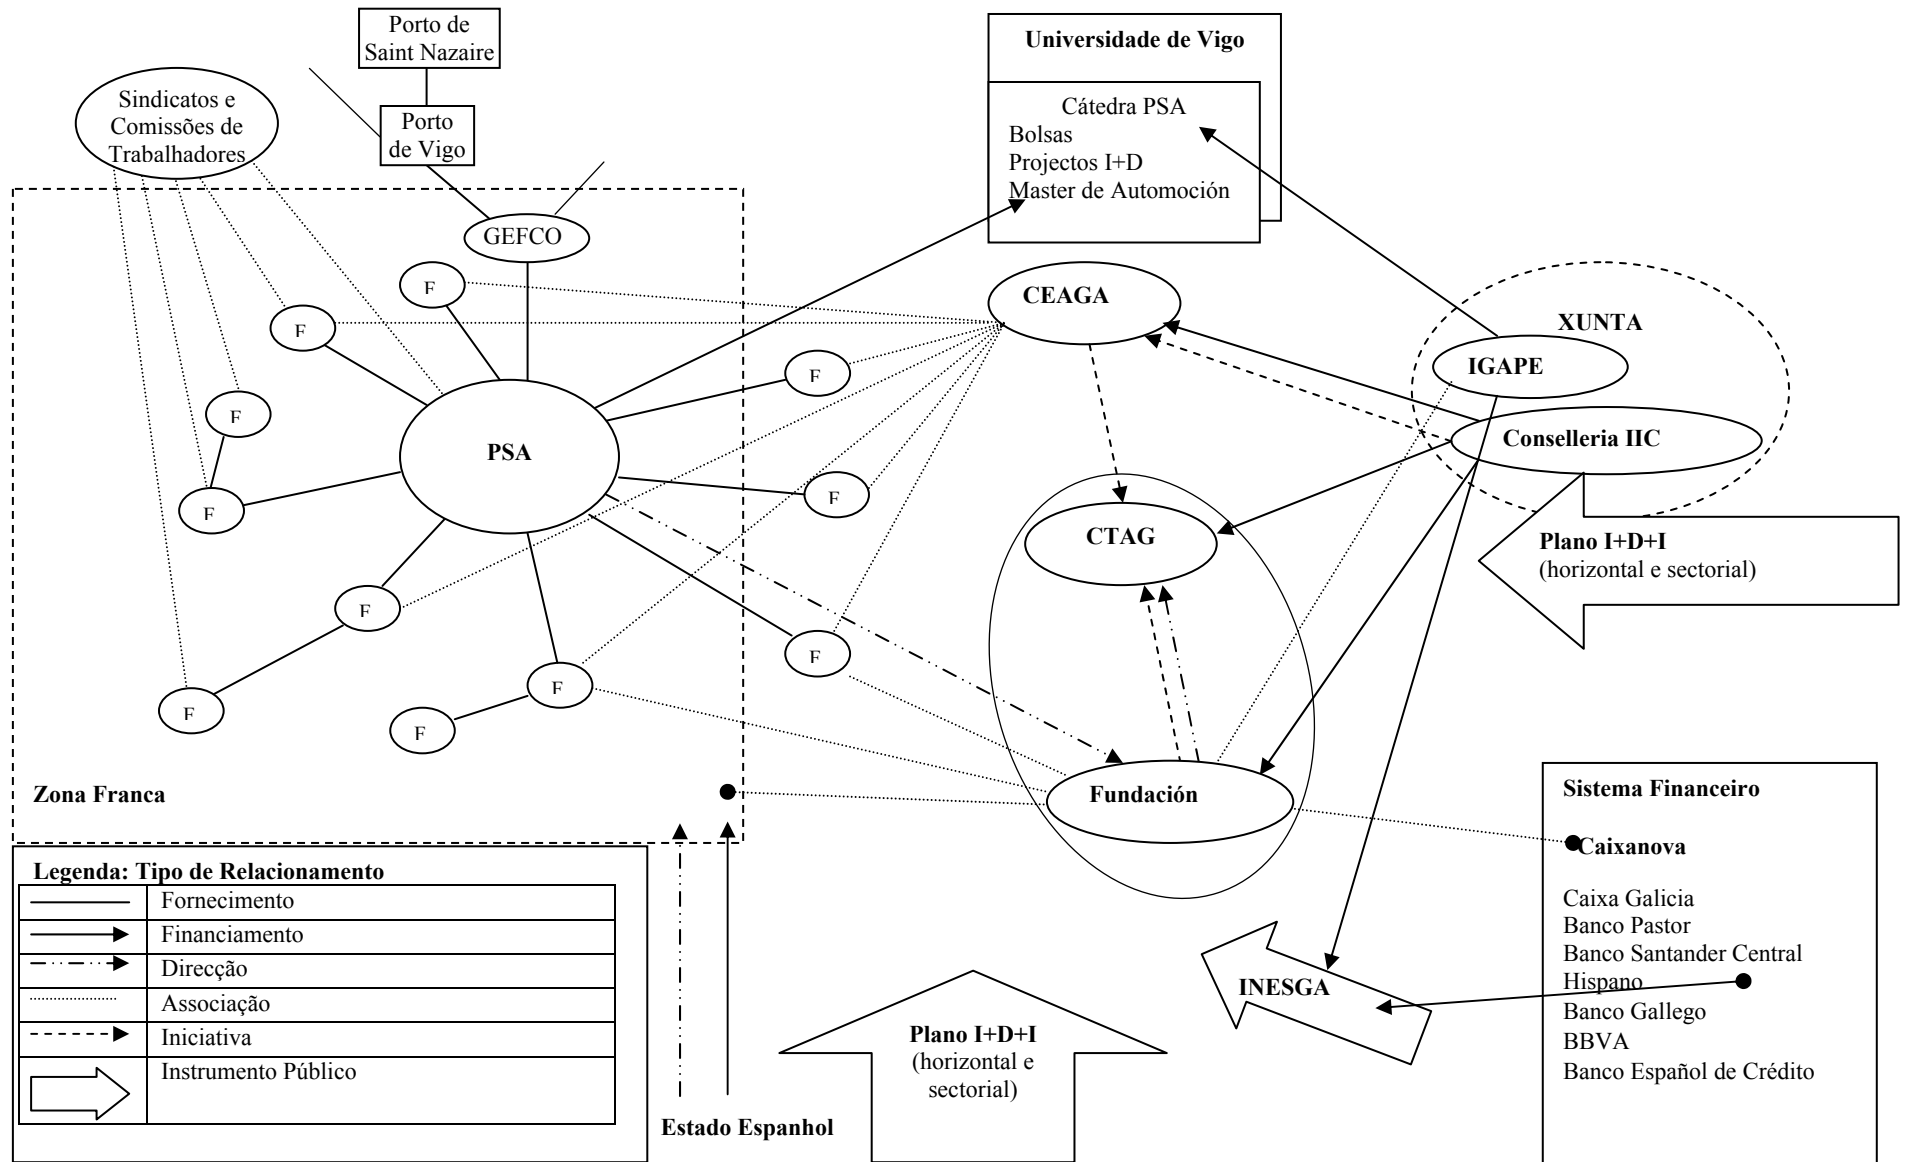 Porto de
Saint Nazaire
Porto
de Vigo
Sindicatos e
Comissões de
Trabalhadores
GEFCO
Universidade de Vigo
Cátedra PSA
Bolsas
Projectos I+D
Master de Automoción
CEAGA
XUNTA
IGAPE
Conselleria IIC
F
F
F
F
F
F
F
F
F
F
F
PSA
CTAG
Plano I+D+I
(horizontal e sectorial)
Fundación
Zona Franca
Sistema Financeiro
Caixanova
Caixa Galicia
Banco Pastor
Banco Santander Central
Hispano
Banco Gallego
BBVA
Banco Español de Crédito
INESGA
Plano I+D+I
(horizontal e
sectorial)
Estado Espanhol
Legenda: Tipo de Relacionamento
Fornecimento
Financiamento
Direcção
Associação
Iniciativa
Instrumento Público